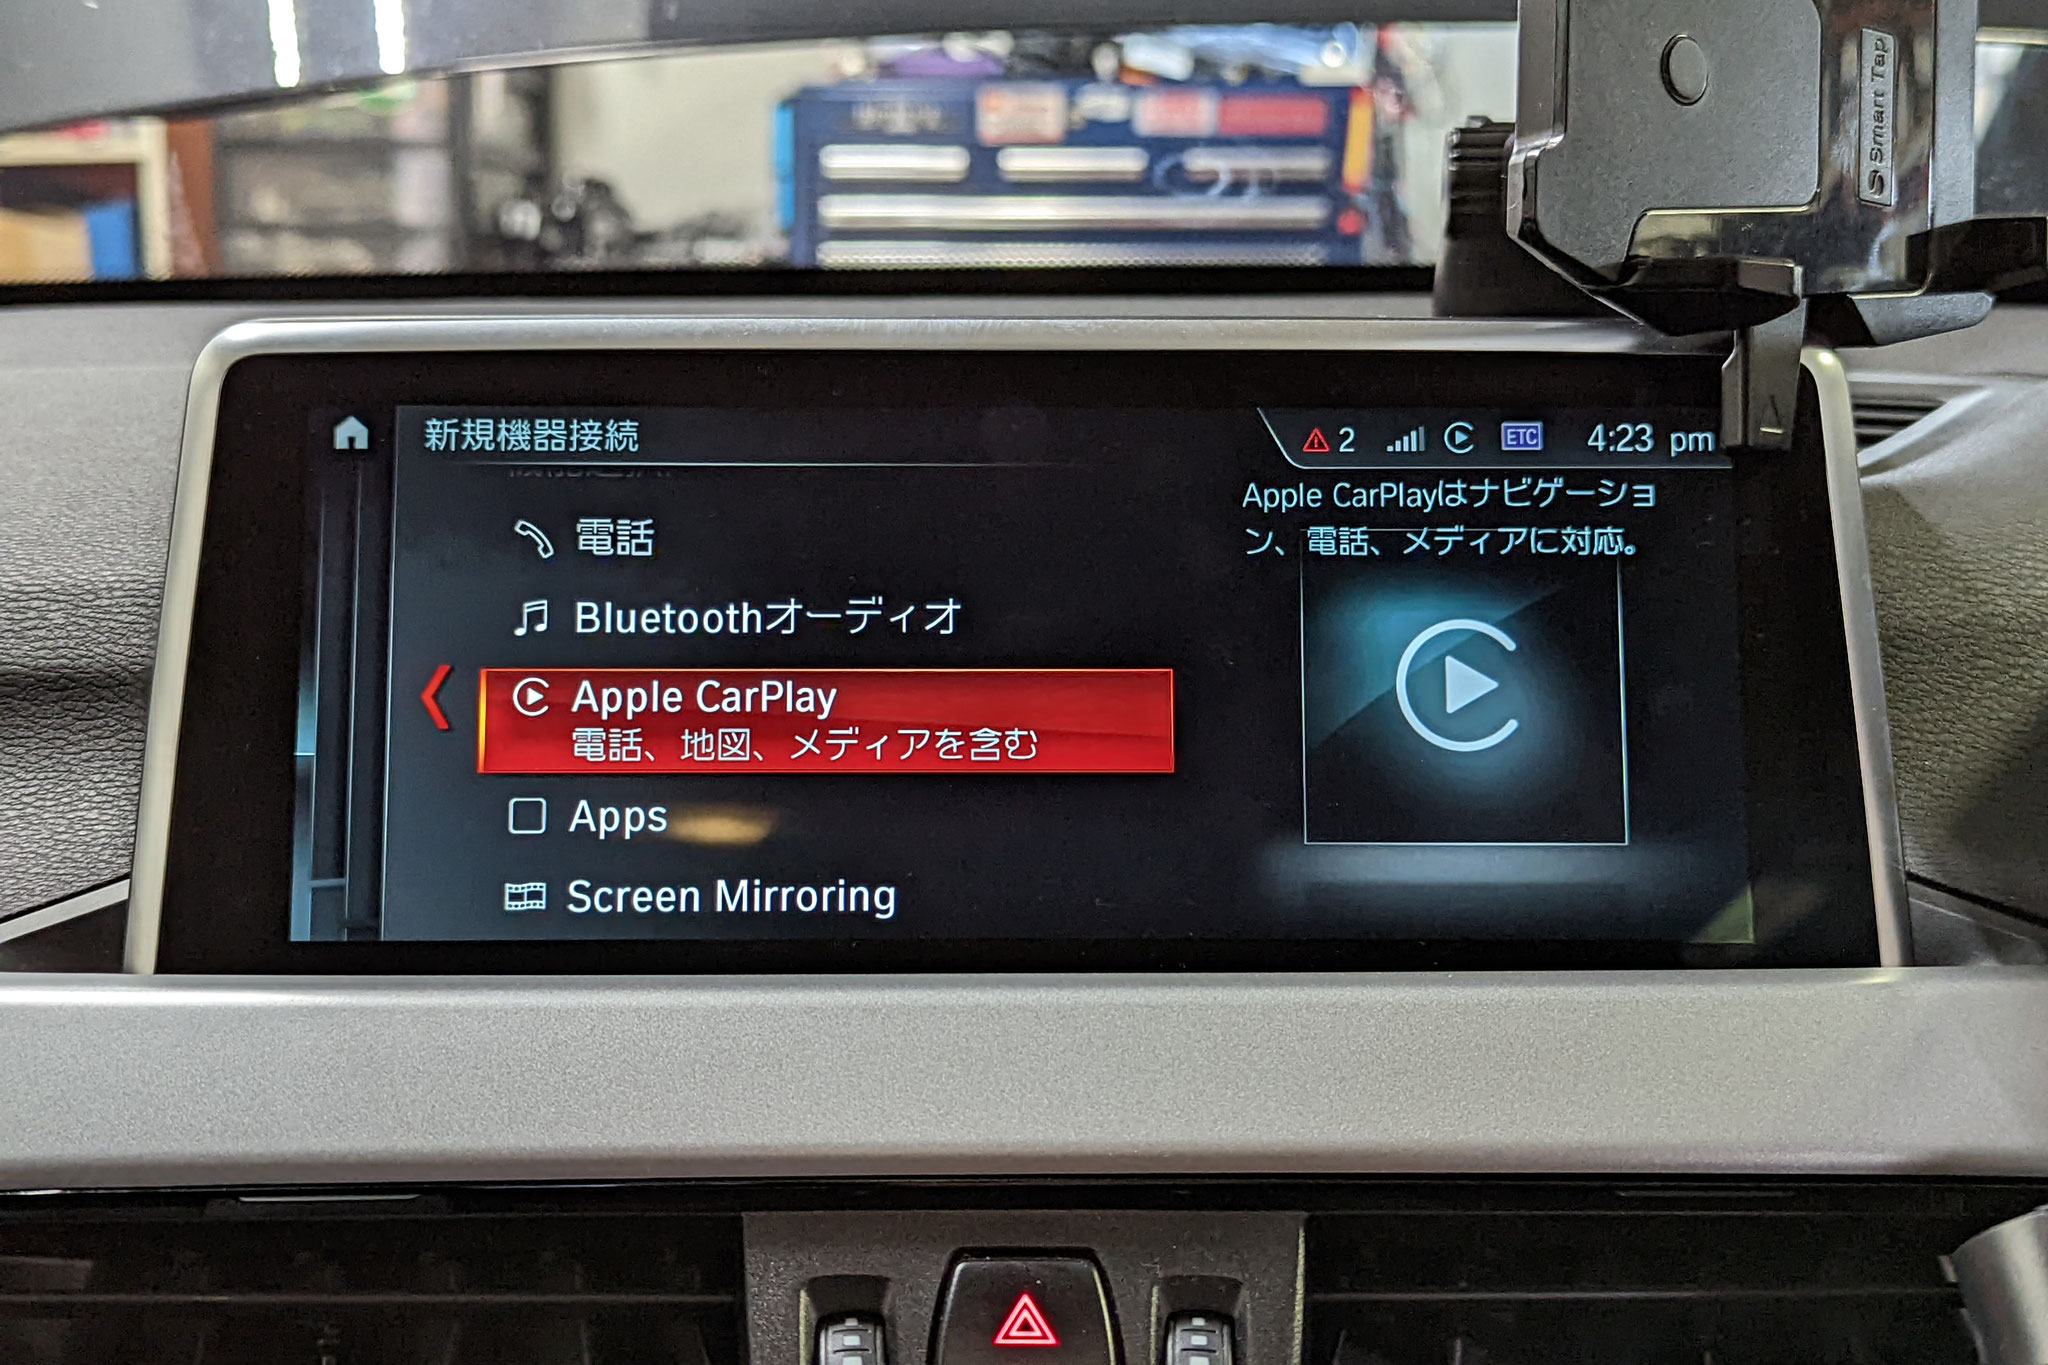 Smart Tap
新規機器接続
2
ETC
4:23 pm
電話
Bluetoothオーディオ
Apple CarPlay
電話、地図、メディアを含む
Apps
Screen Mirroring
Apple CarPlayはナビゲーショ
ン、電話、メディアに対応。